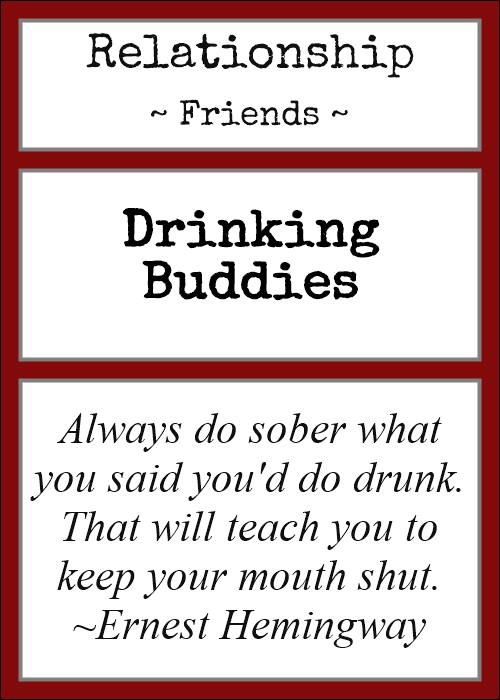 Relationship
~ Friends ~
Drinking
Buddies
Always do sober what
you said you'd do drunk.
That will teach you to
keep your mouth shut.
~Ernest Hemingway